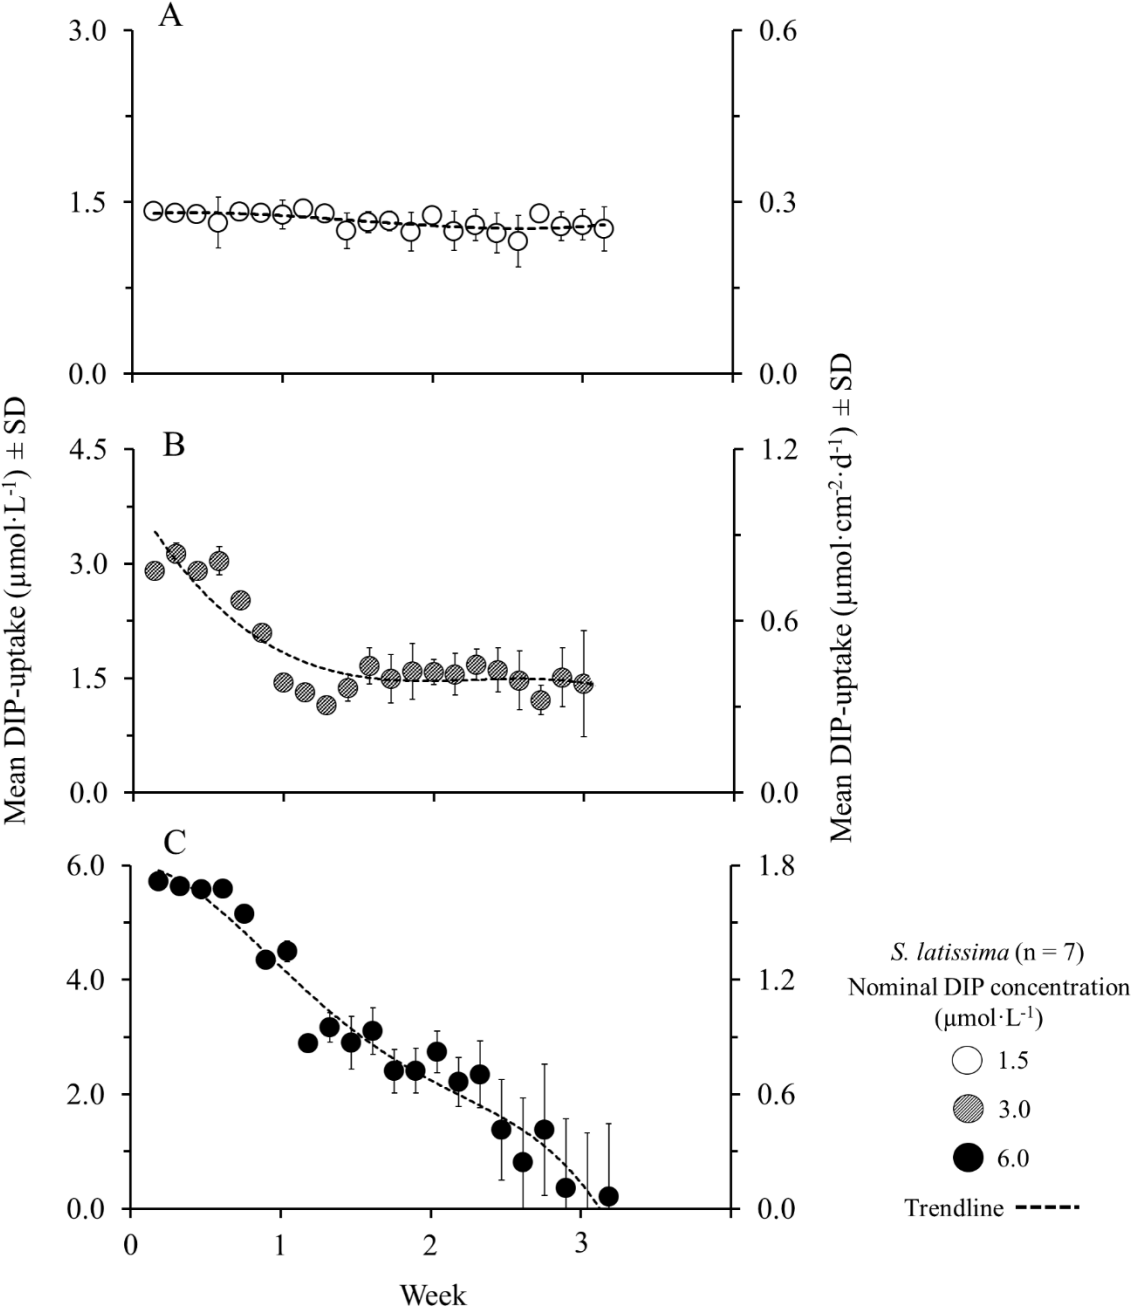 A
3.0
1.5
0.0
0.6
0.3
0.0
B
4.5
3.0
1.5
0.0
1.2
0.6
0.0
C
6.0
4.0
2.0
0.0
1.8
1.2
0.6
0.0
0 1 2 3
Week
Mean DIP-uptake (μmol·L-1) ± SD
Mean DIP-uptake (μmol·cm-2·d-1) ± SD
S. latissima (n = 7)
Nominal DIP concentration
(μmol·L-1)
1.5
3.0
6.0
Trendline